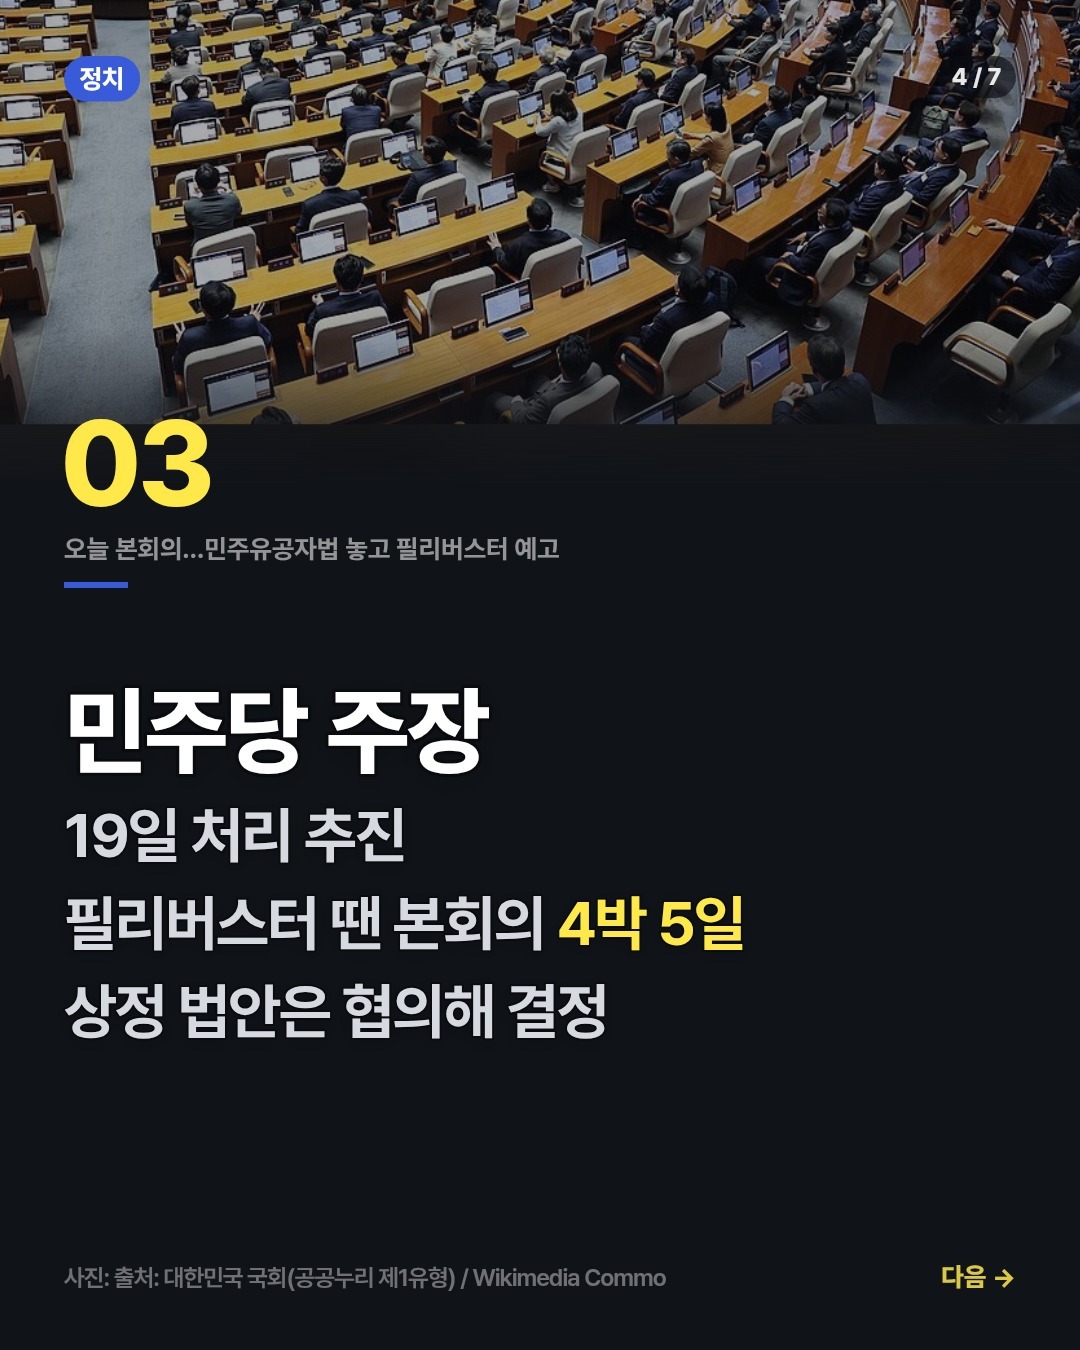 정치
4 / 7
03
오늘 본회의...민주유공자법 놓고 필리버스터 예고
민주당 주장
19일 처리 추진
필리버스터 땐 본회의 4박 5일
상정 법안은 협의해 결정
사진: 출처: 대한민국 국회(공공누리 제1유형) / Wikimedia Commo
다음 →